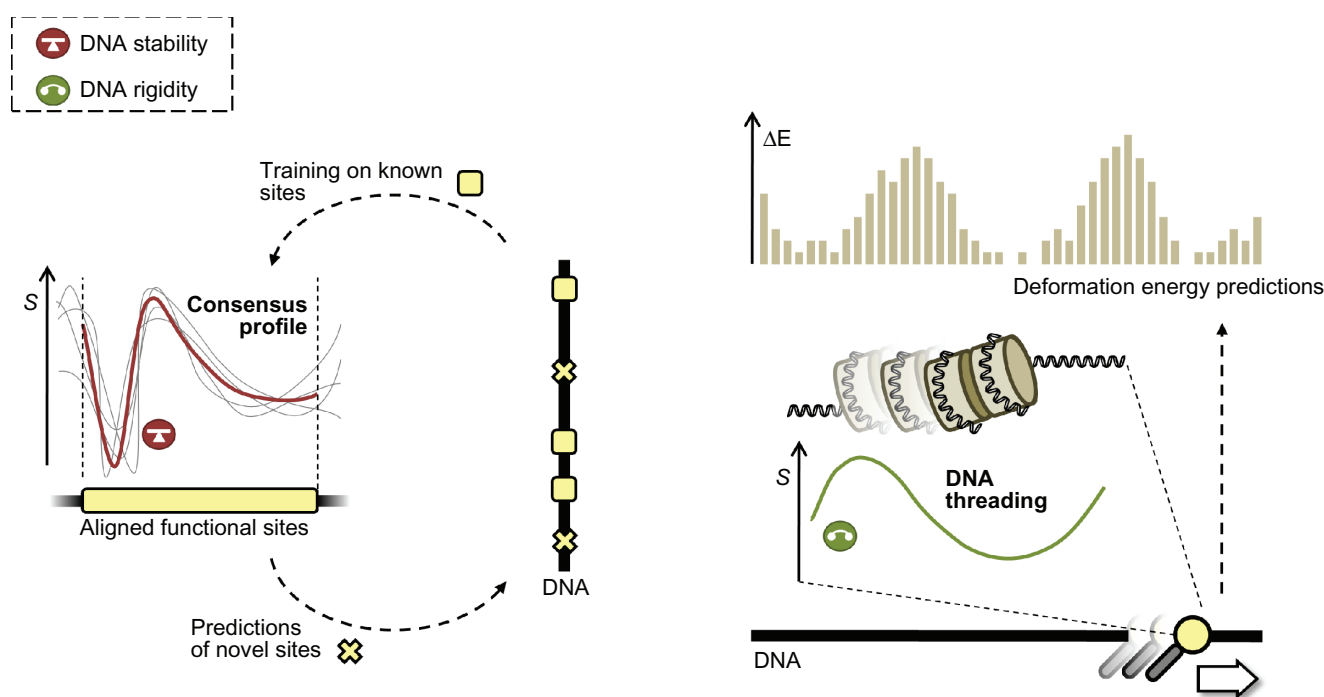 DNA stability
DNA rigidity
Training on known
sites
S
Consensus
profile
Aligned functional sites
DNA
Predictions
of novel sites
ΔE
Deformation energy predictions
S
DNA
threading
DNA